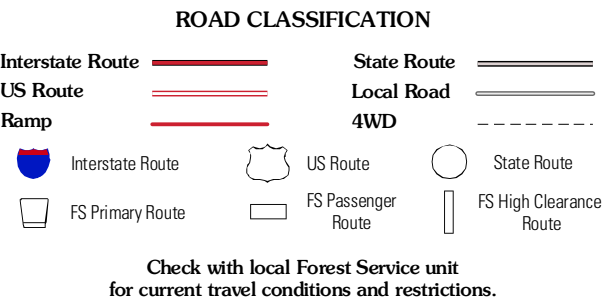 ROAD CLASSIFICATION
Interstate Route
State Route
US Route
Local Road
Ramp
4WD
Interstate Route
US Route
State Route
FS Primary Route
FS Passenger
Route
FS High Clearance
Route
Check with local Forest Service unit
for current travel conditions and restrictions.